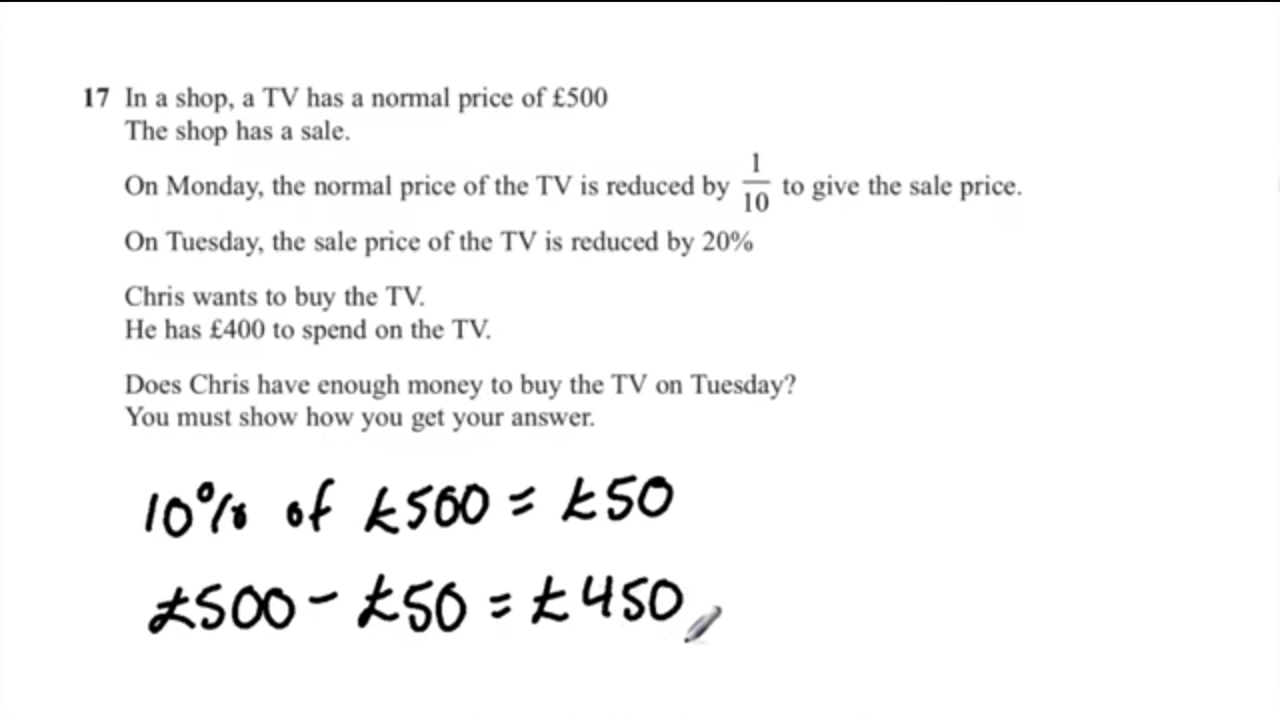 17 In a shop, a TV has a normal price of £500
The shop has a sale.
On Monday, the normal price of the TV is reduced by 1/10 to give the sale price.
On Tuesday, the sale price of the TV is reduced by 20%
Chris wants to buy the TV.
He has £400 to spend on the TV.
Does Chris have enough money to buy the TV on Tuesday?
You must show how you get your answer.
10% of £500 = £50
£500 - £50 = £450